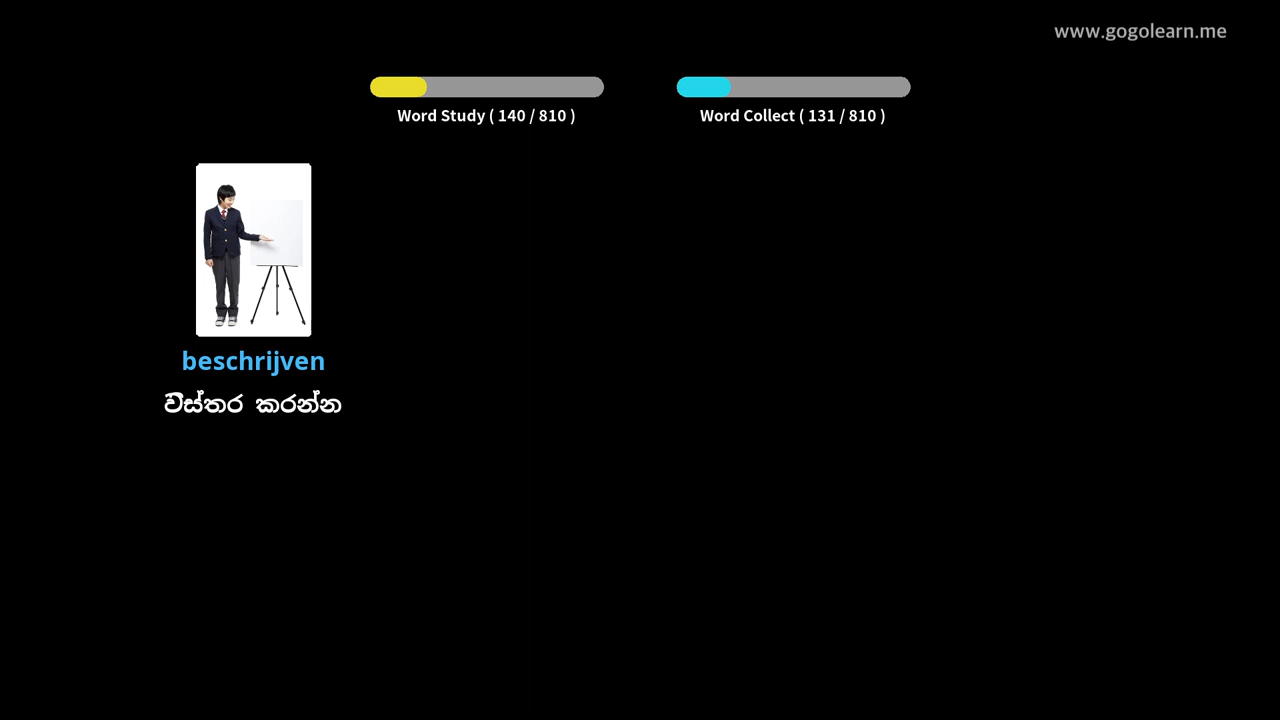 www.gogolearn.me
Word Study ( 140 / 810 )
Word Collect ( 131 / 810 )
beschrijven
විස්තර කරන්න